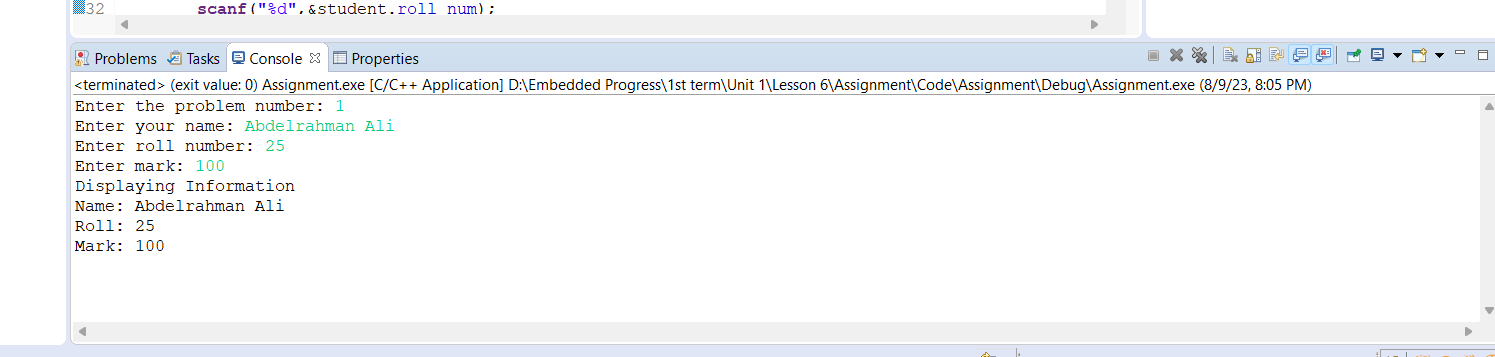 32 scanf("%d",&student.roll_num);
Problems Tasks Console Properties
<terminated> (exit value: 0) Assignment.exe [C/C++ Application] D:\Embedded Progress\1st term\Unit 1\Lesson 6\Assignment\Code\Assignment\Debug\Assignment.exe (8/9/23, 8:05 PM)
Enter the problem number: 1
Enter your name: Abdelrahman Ali
Enter roll number: 25
Enter mark: 100
Displaying Information
Name: Abdelrahman Ali
Roll: 25
Mark: 100